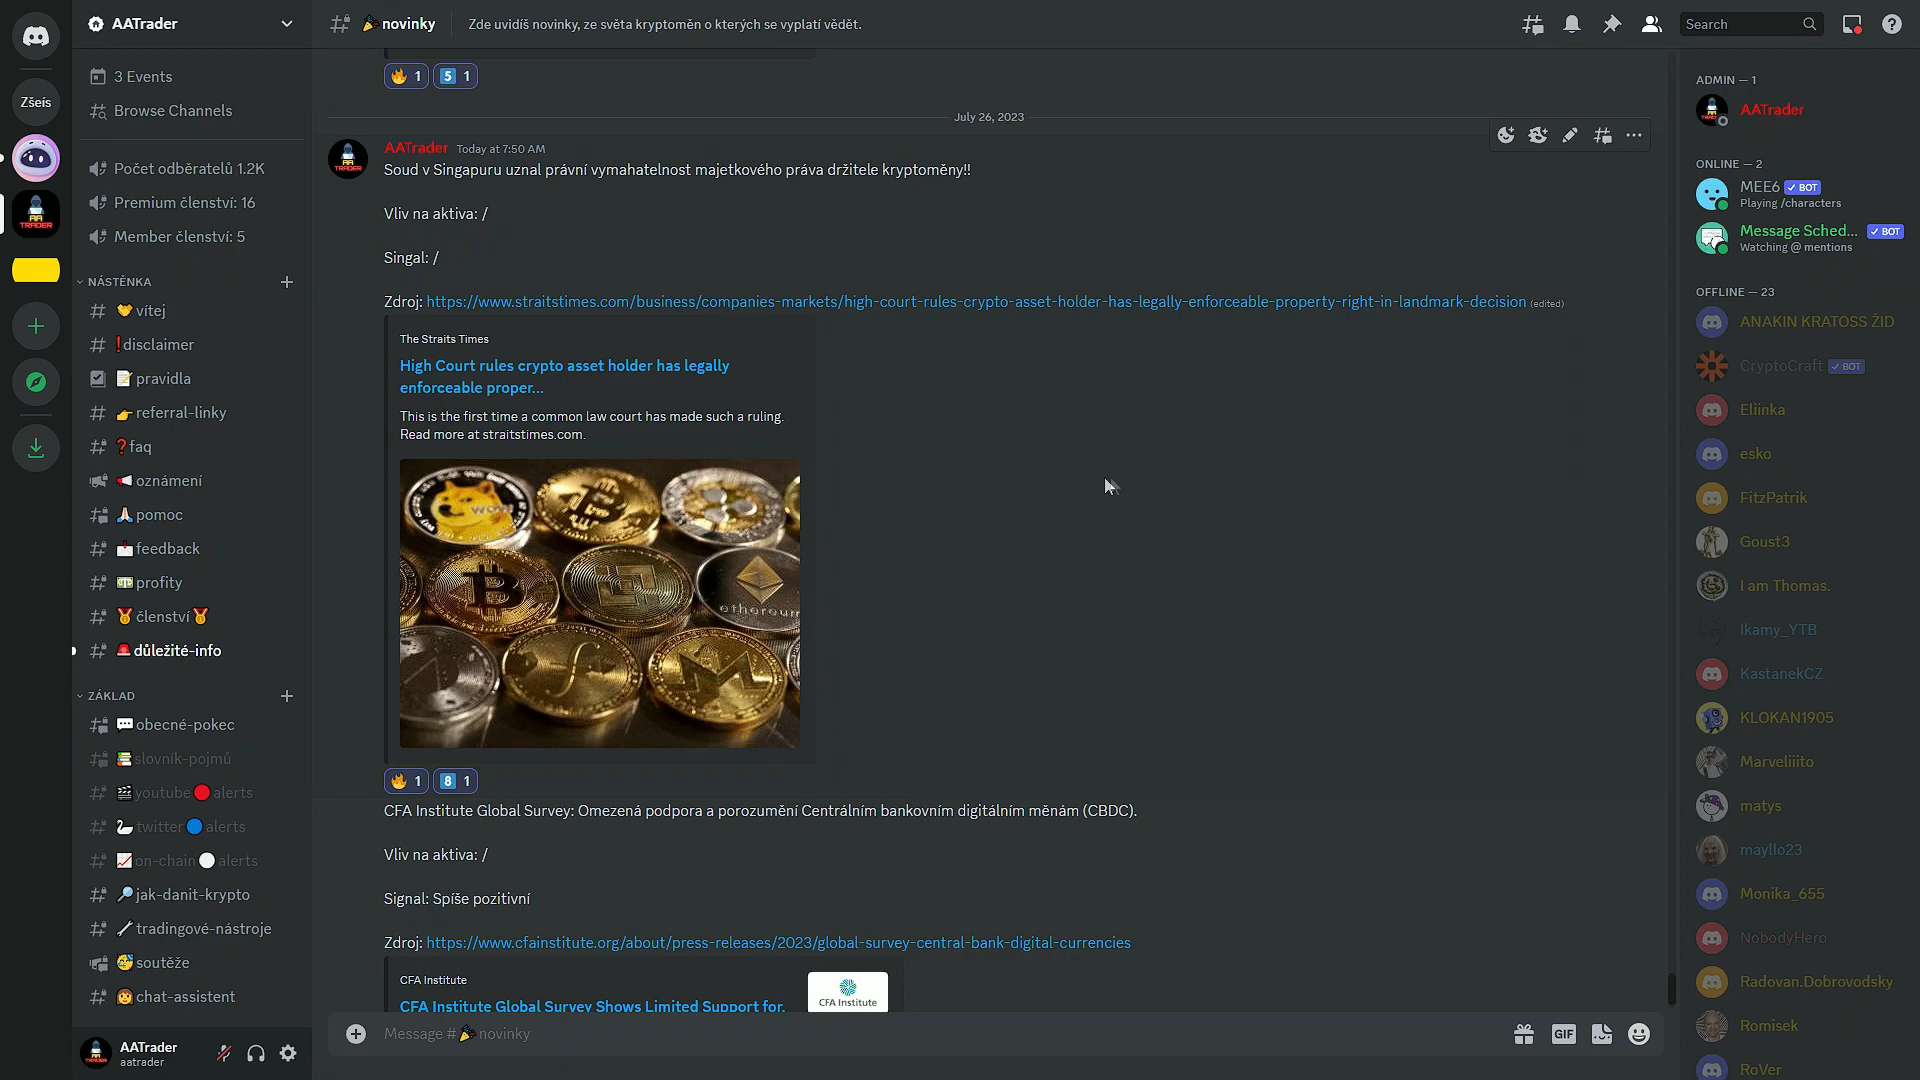 AATrader
3 Events
Browse Channels
Počet odběratelů 1.2K
Premium členství: 16
Member členství: 5
Zšeís
NÁSTĚNKA
vítej
disclaimer
pravidla
referral-linky
faq
oznámení
pomoc
feedback
profity
členství
důležité-info
ZÁKLAD
obecné-pokec
slovnik-pojmů
youtube alerts
twitter alerts
on-chain alerts
jak-danit-krypto
tradingové-nástroje
soutěže
chat-assistent
AATrader
aatrader
novinky
Zde uvidíš novinky, ze světa kryptoměn o kterých se vyplatí vědět.
Search
1 5 1
July 26, 2023
AATrader Today at 7:50 AM
Soud v Singapuru uznal právní vymahatelnost majetkového práva držitele kryptoměny!!
Vliv na aktiva: /
Singal: /
Zdroj: https://www.straitstimes.com/business/companies-markets/high-court-rules-crypto-asset-holder-has-legally-enforceable-property-right-in-landmark-decision (edited)
The Straits Times
High Court rules crypto asset holder has legally
enforceable proper...
This is the first time a common law court has made such a ruling.
Read more at straitstimes.com.
WOW
ethereum
1 8 1
CFA Institute Global Survey: Omezená podpora a porozumění Centrálním bankovním digitálním měnám (CBDC).
Vliv na aktiva: /
Signal: Spíše pozitivní
Zdroj: https://www.cfainstitute.org/about/press-releases/2023/global-survey-central-bank-digital-currencies
CFA Institute
CFA Institute Global Survey Shows Limited Support for,
CFA Institute
Message # novinky
GIF
ADMIN — 1
AATrader
ONLINE — 2
MEE6 BOT
Playing /characters
Message Sched... BOT
Watching @ mentions
OFFLINE — 23
ANAKIN KRATOSS ŽID
CryptoCraft BOT
Eliinka
esko
FitzPatrik
Goust3
I am Thomas.
Ikamy_YTB
KastanekCZ
KLOKAN1905
Marveliiito
matys
mayllo23
Monika_655
NobodyHero
Radovan.Dobrovodsky
Romisek
RoVer